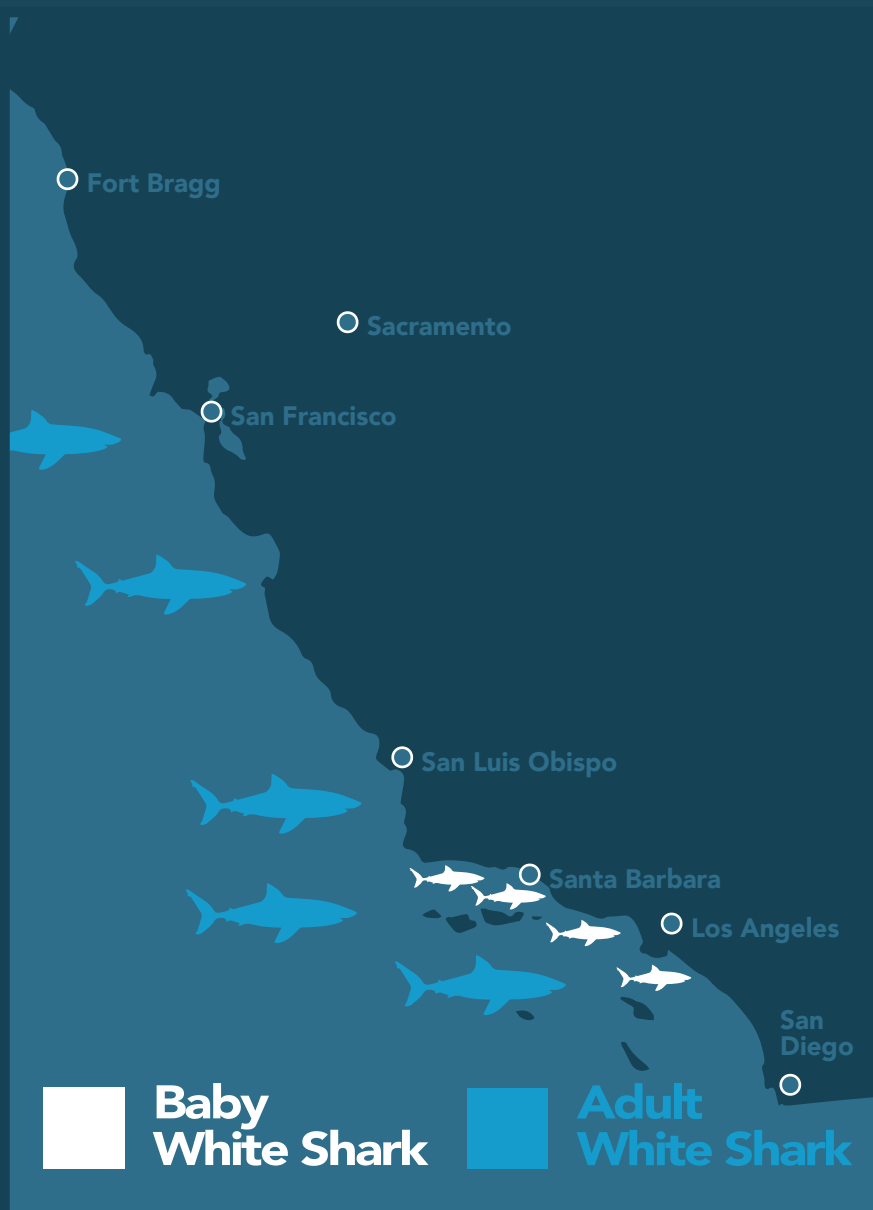 Fort Bragg
Sacramento
San Francisco
San Luis Obispo
Santa Barbara
Los Angeles
San
Diego
Baby
White Shark
Adult
White Shark